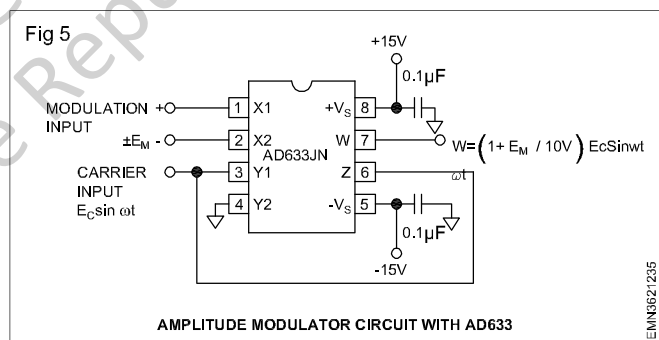 Fig 5
+15V
0.1µF
MODULATION INPUT
+
±EM -
CARRIER INPUT
ECsin ωt
1 X1
2 X2
3 Y1
4 Y2
AD633JN
+VS 8
W 7
Z 6
-VS 5
W=(1+ EM / 10V) EcSinwt
ωt
0.1µF
-15V
AMPLITUDE MODULATOR CIRCUIT WITH AD633
EMN3621235